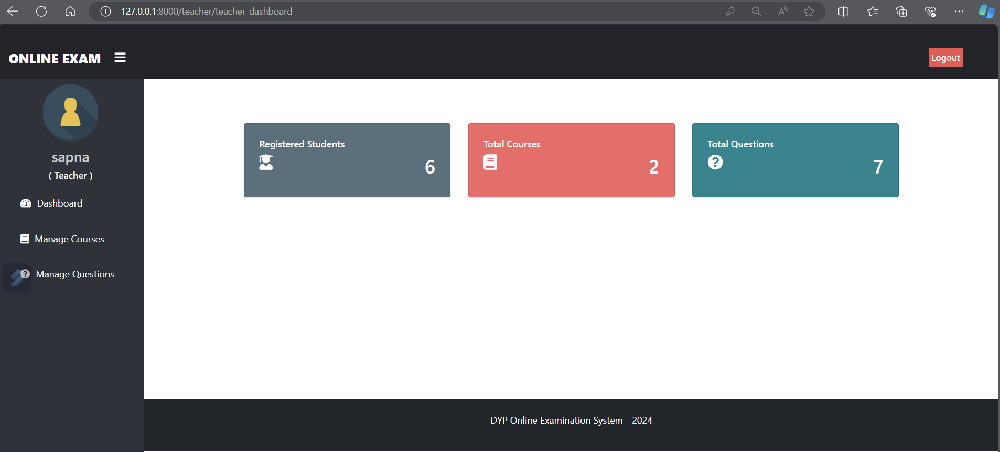 127.0.0.1:8000/teacher/teacher-dashboard
ONLINE EXAM
Logout
sapna
( Teacher )
Dashboard
Manage Courses
Manage Questions
Registered Students
6
Total Courses
2
Total Questions
7
DYP Online Examination System - 2024